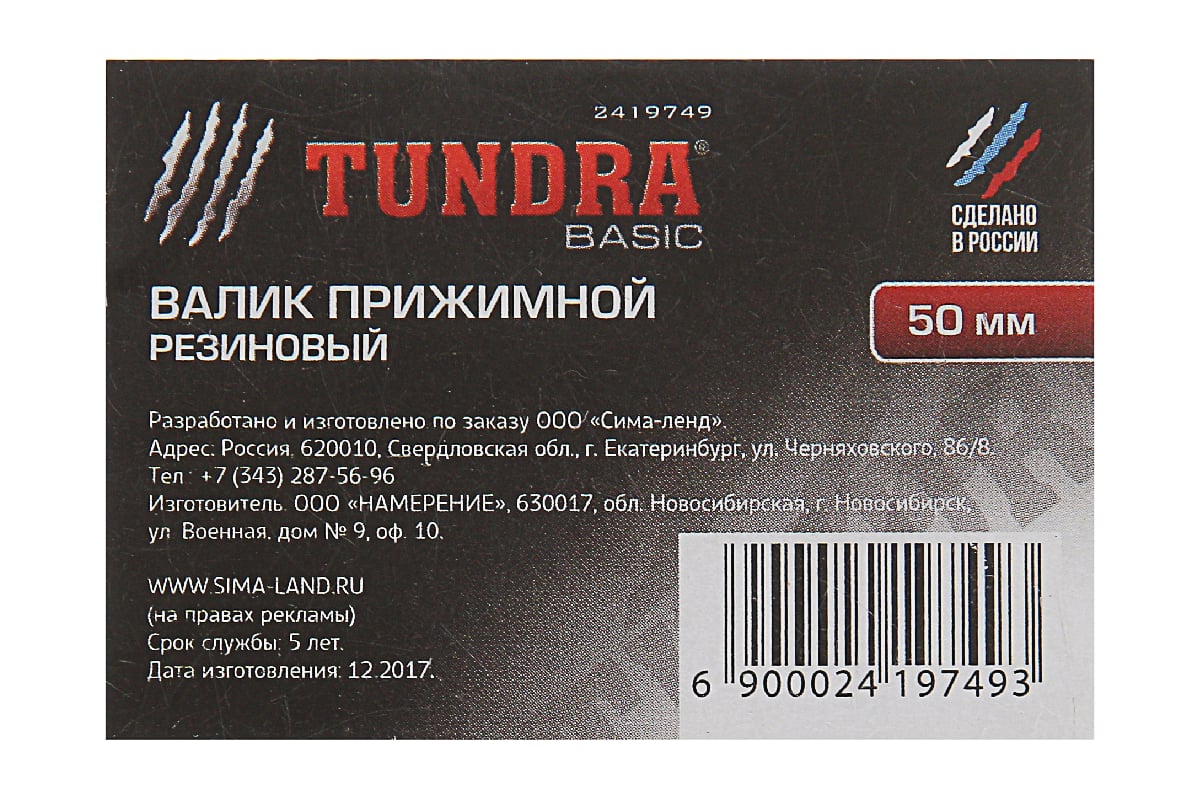 2419749
TUNDRA®
BASIC
СДЕЛАНО
В РОССИИ
ВАЛИК ПРИЖИМНОЙ
РЕЗИНОВЫЙ
50 мм
Разработано и изготовлено по заказу ООО «Сима-ленд».
Адрес: Россия, 620010, Свердловская обл., г. Екатеринбург, ул. Черняховского, 86/8.
Тел.: +7 (343) 287-56-96
Изготовитель: ООО «НАМЕРЕНИЕ», 630017, обл. Новосибирская, г. Новосибирск,
ул. Военная, дом № 9, оф. 10.
WWW.SIMA-LAND.RU
(на правах рекламы)
Срок службы: 5 лет.
Дата изготовления: 12.2017.
6 900024 197493